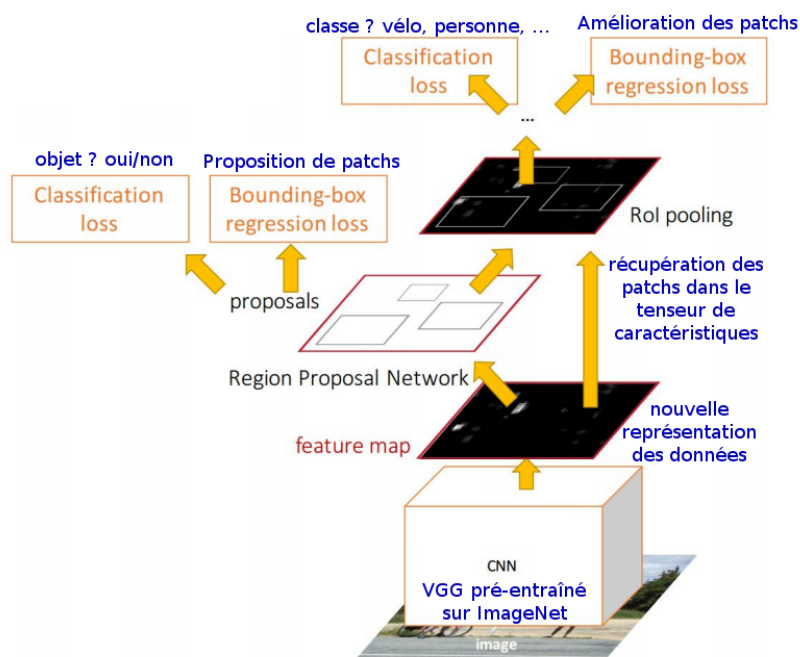 classe ? vélo, personne, ...
Amélioration des patchs
Classification
loss
Bounding-box
regression loss
...
objet ? oui/non
Proposition de patchs
Classification
loss
Bounding-box
regression loss
RoI pooling
proposals
récupération des
patchs dans le
tenseur de
caractéristiques
Region Proposal Network
feature map
nouvelle
représentation
des données
CNN
VGG pré-entraîné
sur ImageNet
image